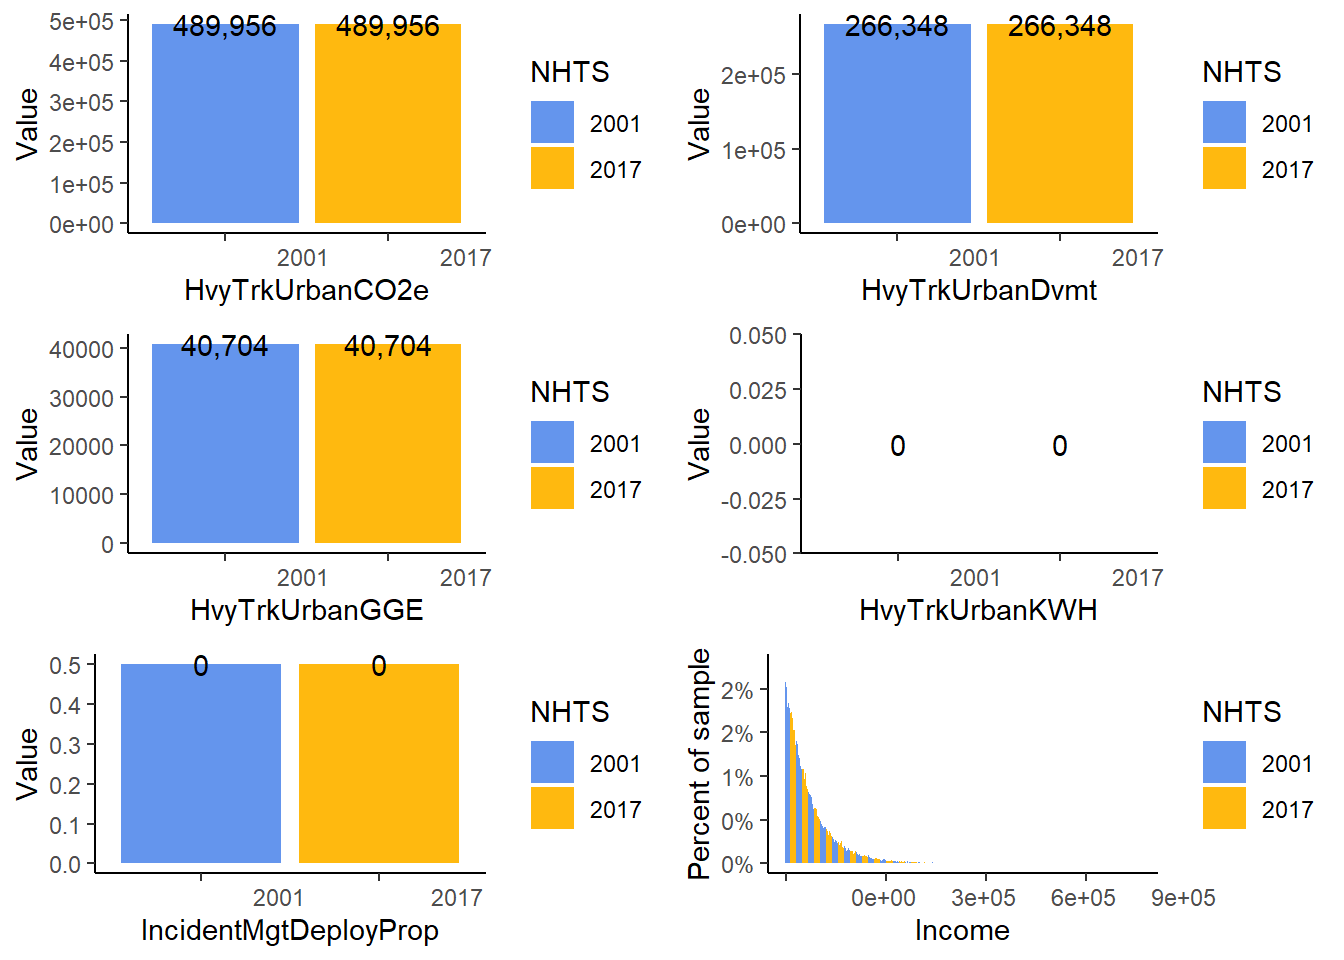 489,956 489,956
5e+05
4e+05
3e+05
2e+05
1e+05
0e+00
Value
2001 2017
HvyTrkUrbanCO2e
NHTS
2001
2017
266,348 266,348
2e+05
1e+05
0e+00
Value
2001 2017
HvyTrkUrbanDvmt
NHTS
2001
2017
40,704 40,704
40000
30000
20000
10000
0
Value
2001 2017
HvyTrkUrbanGGE
NHTS
2001
2017
0.050
0.025
0.000
-0.025
-0.050
0 0
Value
2001 2017
HvyTrkUrbanKWH
NHTS
2001
2017
0 0
0.5
0.4
0.3
0.2
0.1
0.0
Value
2001 2017
IncidentMgtDeployProp
NHTS
2001
2017
2%
2%
1%
0%
0%
Percent of sample
0e+00 3e+05 6e+05 9e+05
Income
NHTS
2001
2017